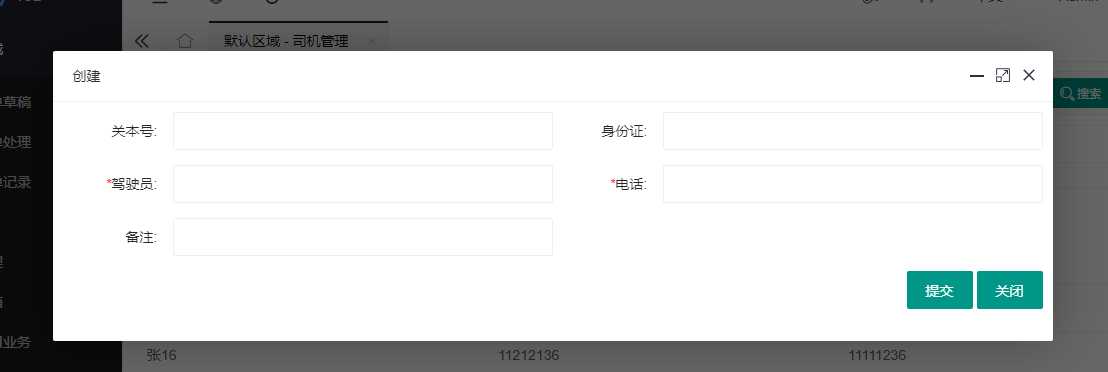 默认区域 - 司机管理
创建
搜索
关本号:
身份证:
*驾驶员:
*电话:
备注:
提交
关闭
草稿
处理
记录
业务
张16
11212136
11111236